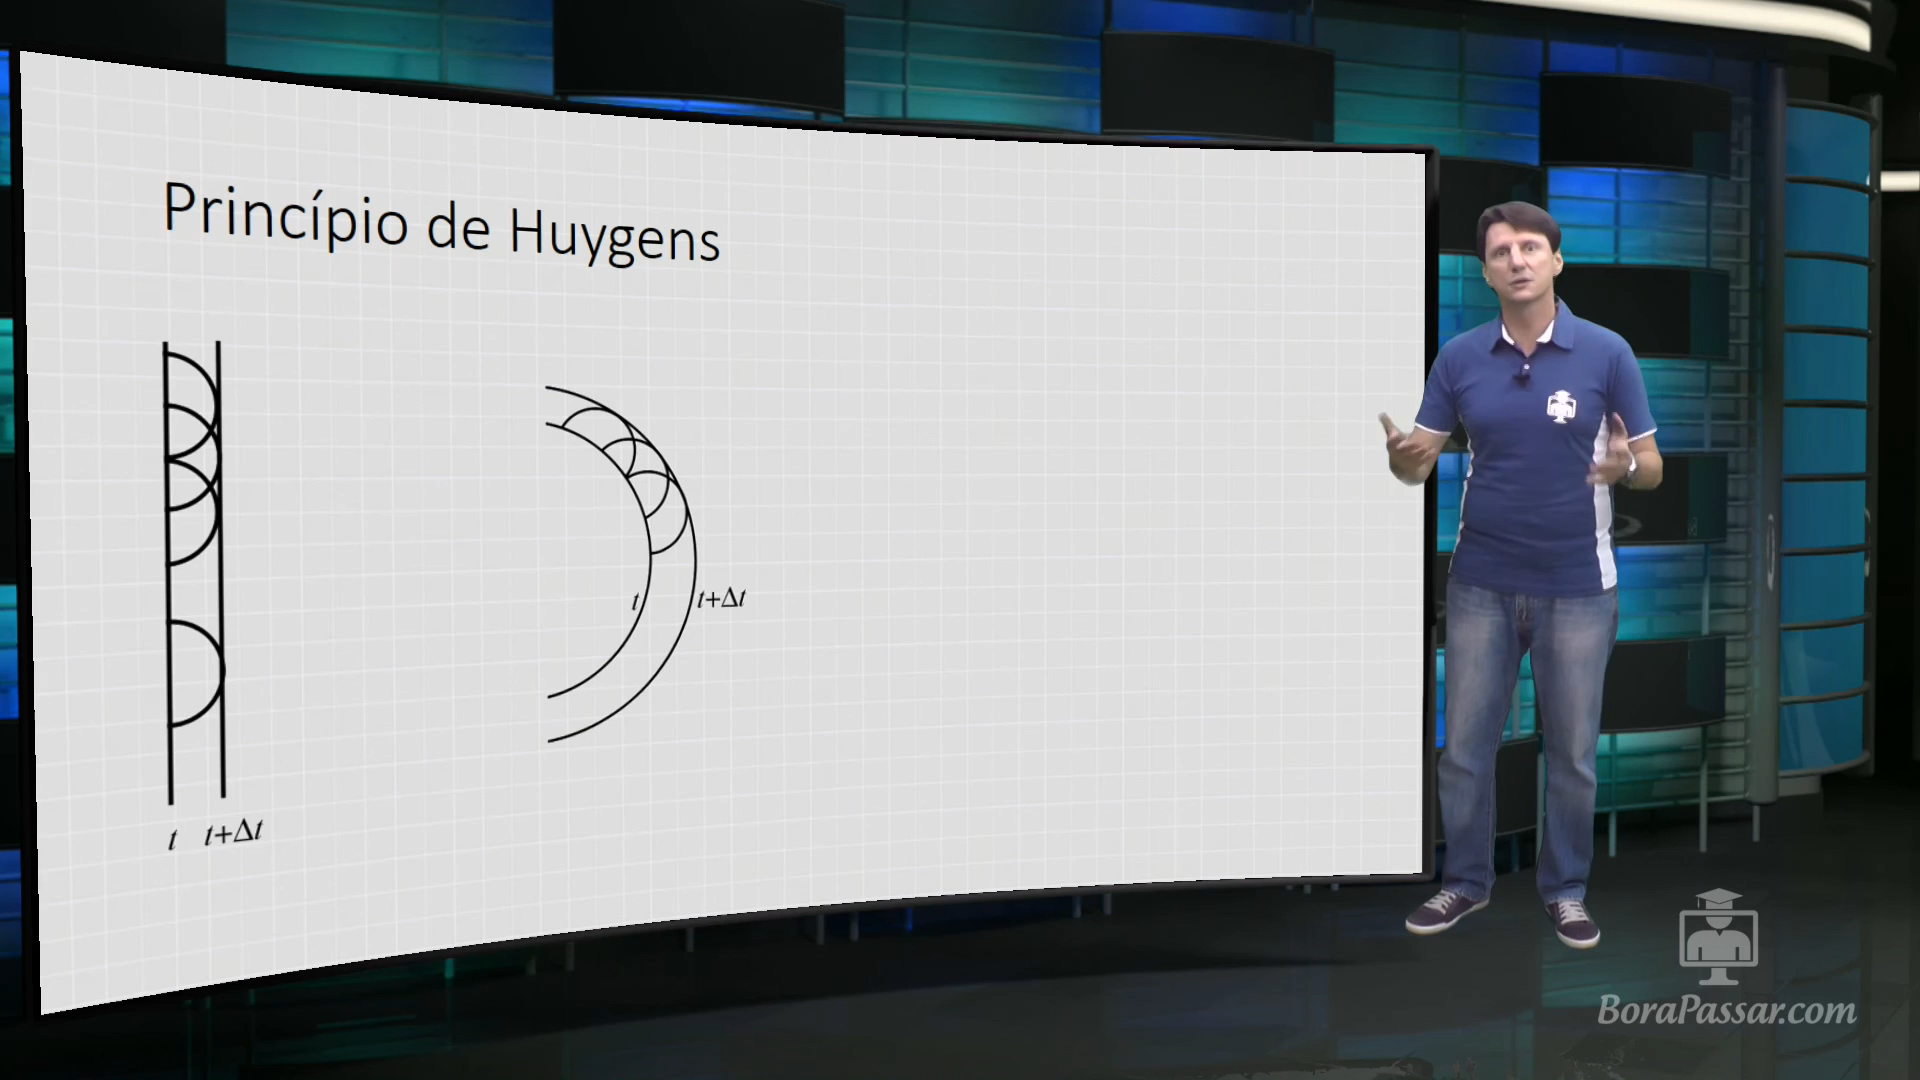 Princípio de Huygens
t
t+Δt
t t+Δt
BoraPassar.com